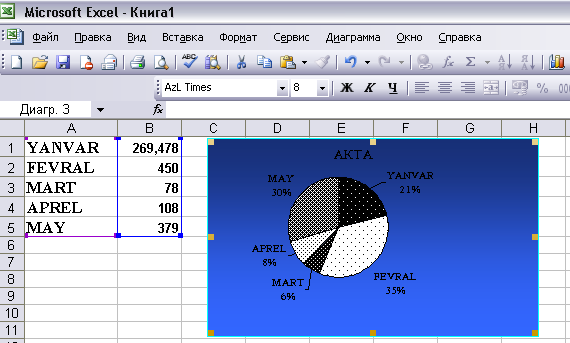 Microsoft Excel - Книга1
Файл Правка Вид Вставка Формат Сервис Диаграмма Окно Справка
AzL Times 8 Ж К Ч % 000
Диагр. 3 fx
A B C D E F G H
1 YANVAR 269,478
2 FEVRAL 450
3 MART 78
4 APREL 108
5 MAY 379
6
7
8
9
10
11
AKTA
MAY
30%
YANVAR
21%
APREL
8%
MART
6%
FEVRAL
35%